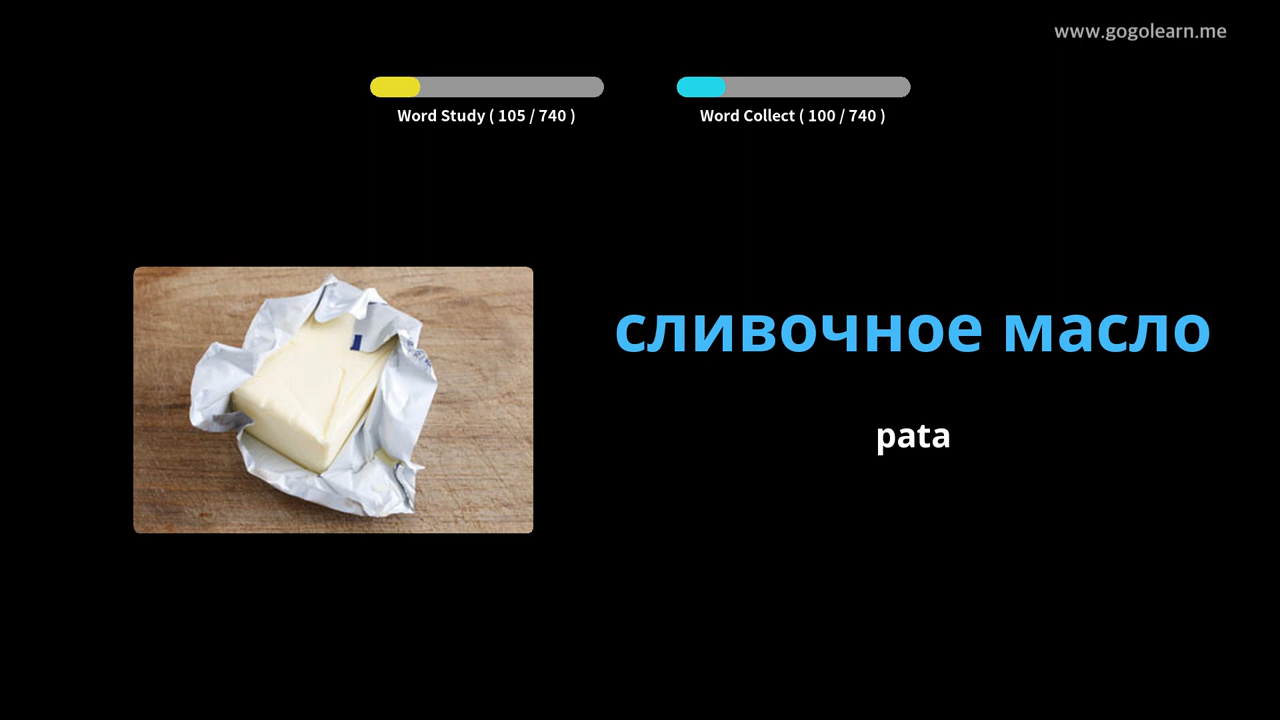 www.gogolearn.me
Word Study ( 105 / 740 )
Word Collect ( 100 / 740 )
сливочное масло
pata